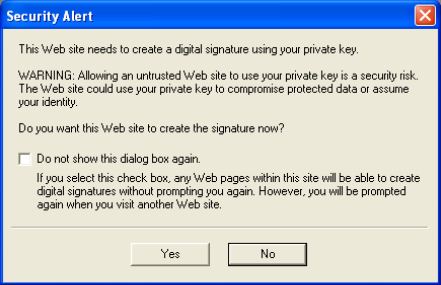 Security Alert
This Web site needs to create a digital signature using your private key.
WARNING: Allowing an untrusted Web site to use your private key is a security risk.
The Web site could use your private key to compromise protected data or assume
your identity.
Do you want this Web site to create the signature now?
Do not show this dialog box again.
If you select this check box, any Web pages within this site will be able to create
digital signatures without prompting you again. However, you will be prompted
again when you visit another Web site.
Yes
No